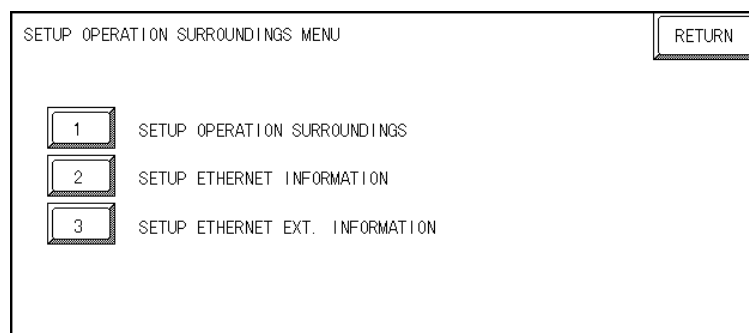 SETUP OPERATION SURROUNDINGS MENU
RETURN
1 SETUP OPERATION SURROUNDINGS
2 SETUP ETHERNET INFORMATION
3 SETUP ETHERNET EXT. INFORMATION